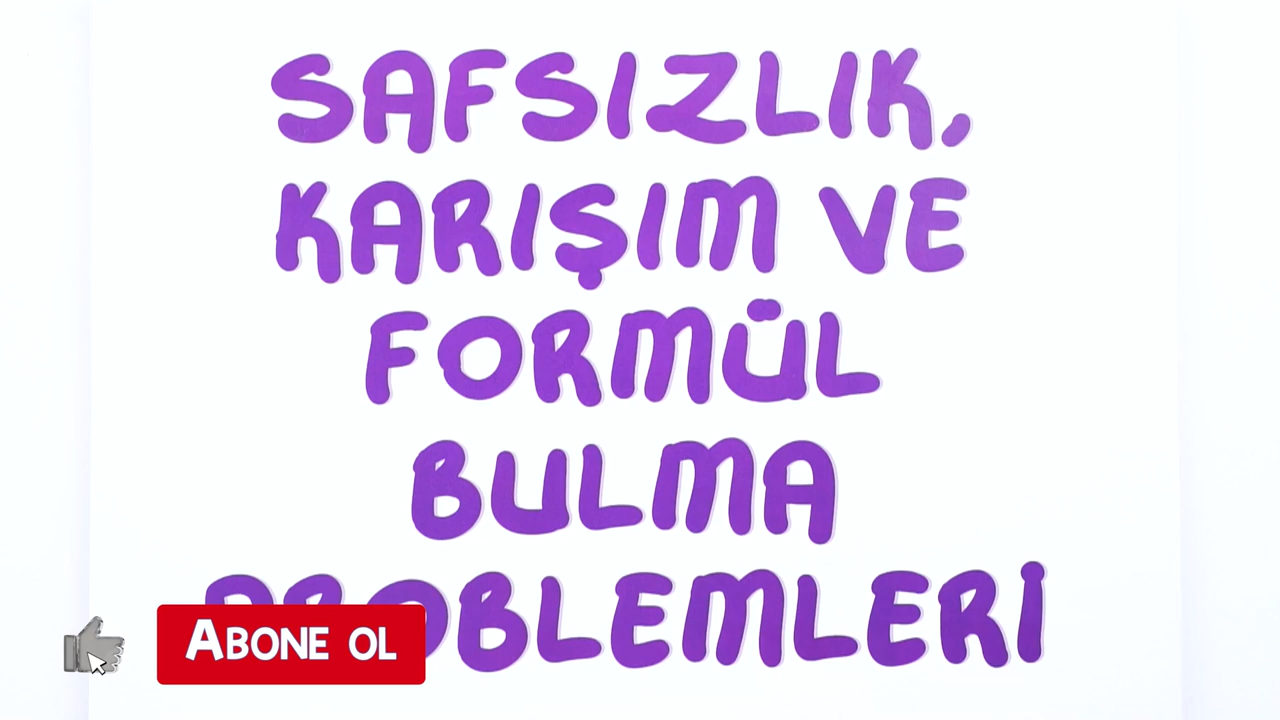 SAFSIZLIK,
KARIŞIM VE
FORMÜL
BULMA
PROBLEMLERİ
ABONE OL